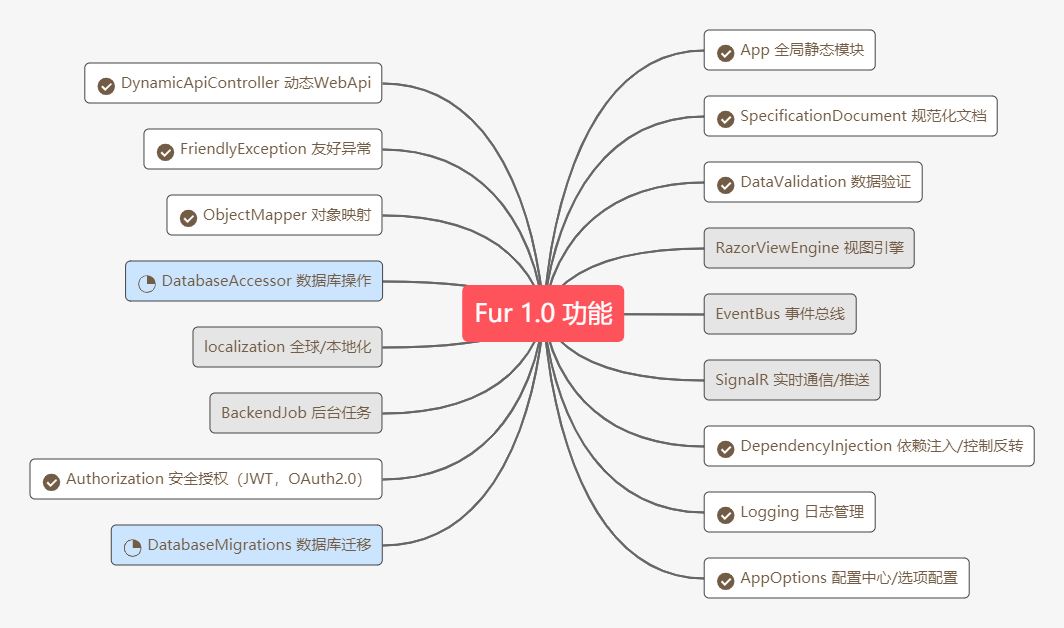 DynamicApiController 动态WebApi
FriendlyException 友好异常
ObjectMapper 对象映射
DatabaseAccessor 数据库操作
localization 全球/本地化
BackendJob 后台任务
Authorization 安全授权（JWT，OAuth2.0）
DatabaseMigrations 数据库迁移
Fur 1.0 功能
App 全局静态模块
SpecificationDocument 规范化文档
DataValidation 数据验证
RazorViewEngine 视图引擎
EventBus 事件总线
SignalR 实时通信/推送
DependencyInjection 依赖注入/控制反转
Logging 日志管理
AppOptions 配置中心/选项配置